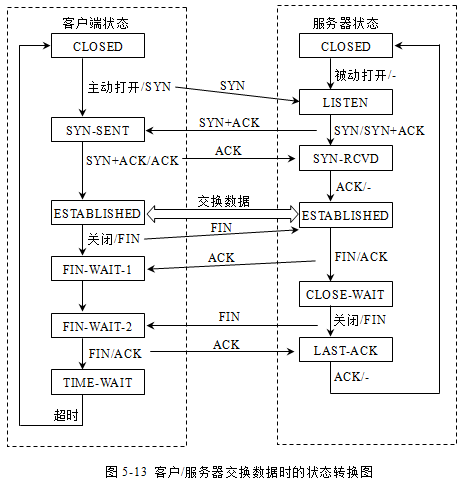 客户端状态
服务器状态
CLOSED
CLOSED
主动打开/SYN
SYN
被动打开/-
LISTEN
SYN+ACK
SYN/SYN+ACK
SYN-SENT
SYN+ACK/ACK
ACK
SYN-RCVD
ACK/-
交换数据
ESTABLISHED
ESTABLISHED
关闭/FIN
FIN
ACK
FIN/ACK
FIN-WAIT-1
CLOSE-WAIT
FIN
关闭/FIN
FIN-WAIT-2
FIN/ACK
ACK
LAST-ACK
TIME-WAIT
ACK/-
超时
图 5-13 客户/服务器交换数据时的状态转换图